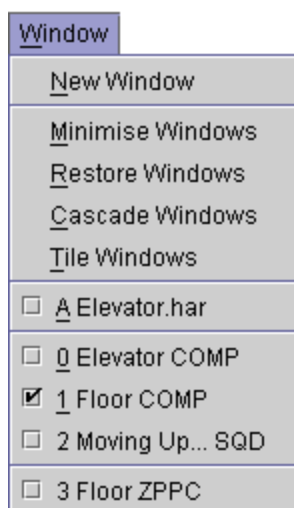 Window
New Window
Minimise Windows
Restore Windows
Cascade Windows
Tile Windows
A Elevator.har
0 Elevator COMP
1 Floor COMP
2 Moving Up... SQD
3 Floor ZPPC